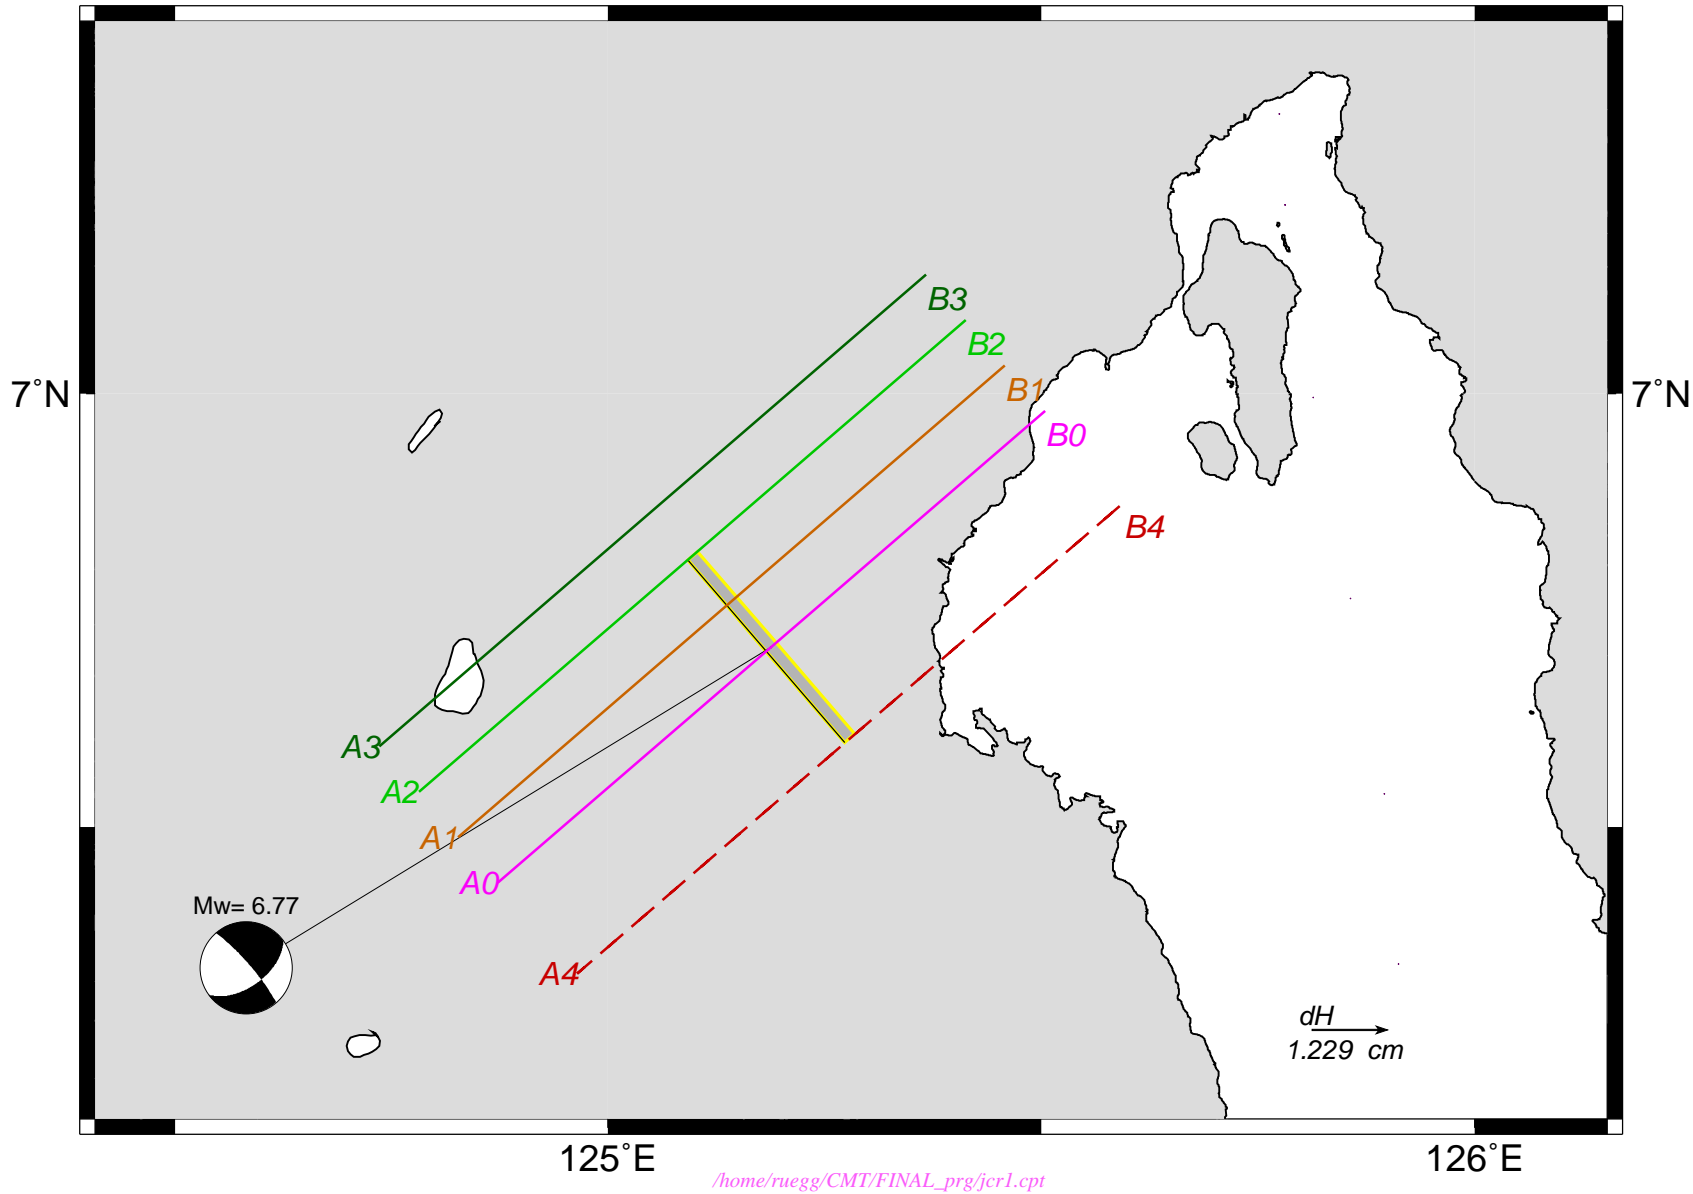 B3
B2
7°N
7°N
B1
B0
B4
A3
A2
A1
A0
Mw= 6.77
A4
dH
1.229 cm
125°E
126°E
/home/ruegg/CMT/FINAL_prg/jcr1.cpt